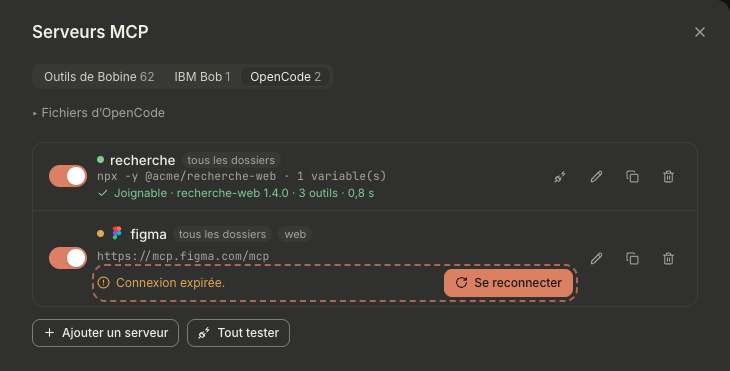 Serveurs MCP
Outils de Bobine 62 IBM Bob 1 OpenCode 2
Fichiers d'OpenCode
recherche tous les dossiers
npx -y @acme/recherche-web · 1 variable(s)
Joignable · recherche-web 1.4.0 · 3 outils · 0,8 s
figma tous les dossiers web
https://mcp.figma.com/mcp
Connexion expirée. Se reconnecter
Ajouter un serveur Tout tester